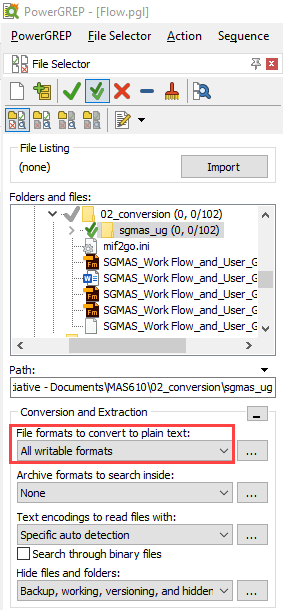 PowerGREP - [Flow.pgl]
PowerGREP File Selector Action Sequence
File Selector
File Listing
(none)
Import
Folders and files:
02_conversion (0, 0/102)
sgmas_ug (0, 0/102)
mif2go.ini
SGMAS_Work Flow_and_User_G
SGMAS_Work Flow_and_User_G
SGMAS_Work Flow_and_User_G
SGMAS_Work Flow_and_User_G
Path:
iative - Documents\MAS610\02_conversion\sgmas_ug
Conversion and Extraction
File formats to convert to plain text:
All writable formats
...
Archive formats to search inside:
None
...
Text encodings to read files with:
Specific auto detection
...
Search through binary files
Hide files and folders:
Backup, working, versioning, and hidden
...